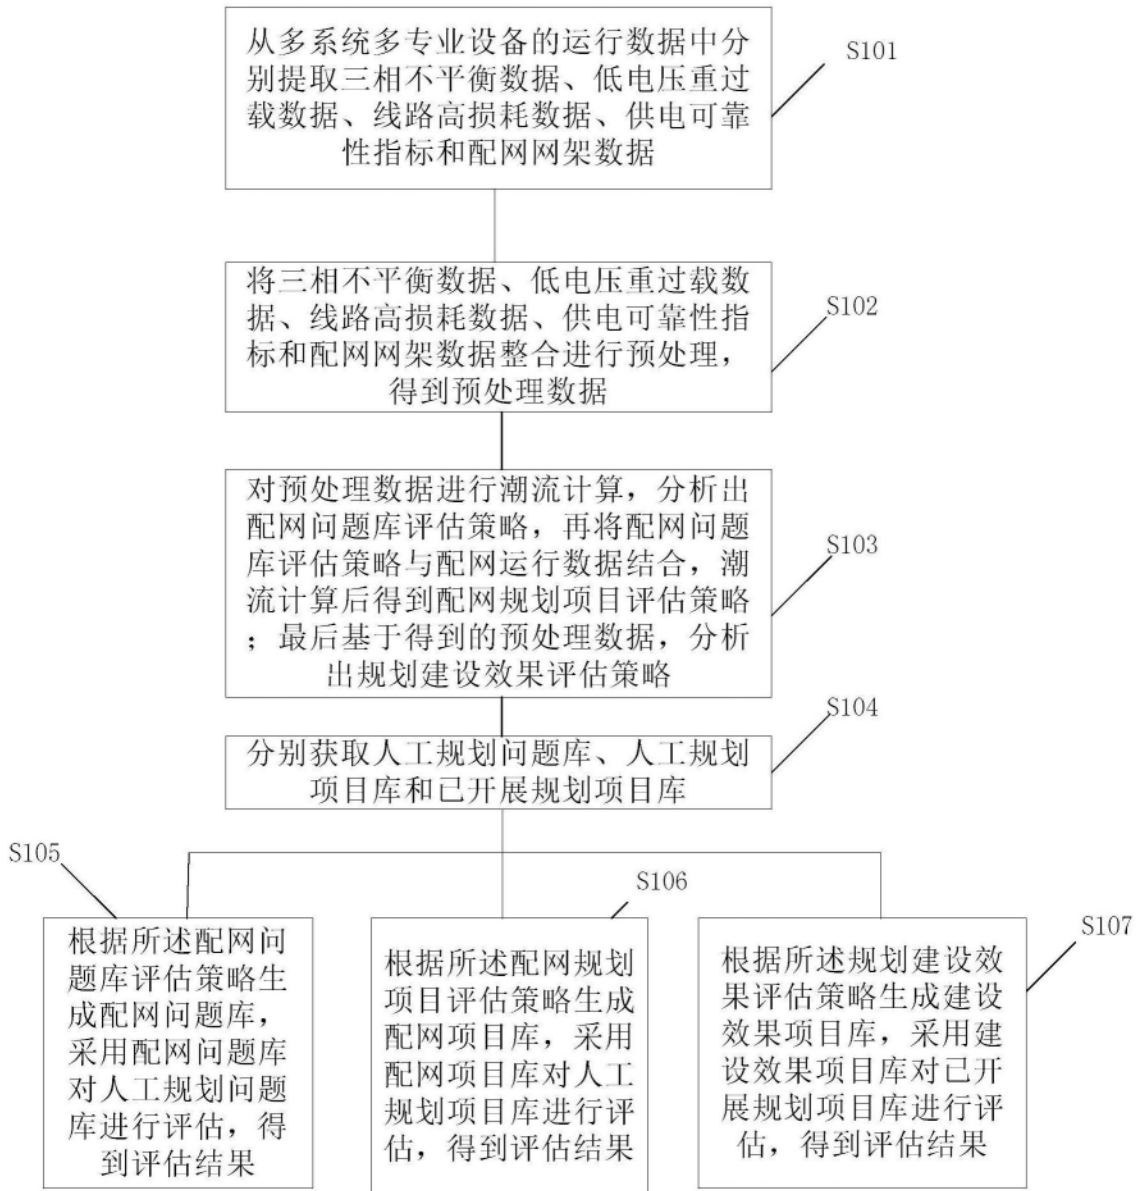 从多系统多专业设备的运行数据中分
别提取三相不平衡数据、低电压重过
载数据、线路高损耗数据、供电可靠
性指标和配网网架数据
S101
将三相不平衡数据、低电压重过载数
据、线路高损耗数据、供电可靠性指
标和配网网架数据整合进行预处理，
得到预处理数据
S102
对预处理数据进行潮流计算，分析出
配网问题库评估策略，再将配网问题
库评估策略与配网运行数据结合，潮
流计算后得到配网规划项目评估策略
；最后基于得到的预处理数据，分析
出规划建设效果评估策略
S103
分别获取人工规划问题库、人工规划
项目库和已开展规划项目库
S104
S105
根据所述配网问
题库评估策略生
成配网问题库，
采用配网问题库
对人工规划问题
库进行评估，得
到评估结果
S106
根据所述配网规划
项目评估策略生成
配网项目库，采用
配网项目库对人工
规划项目库进行评
估，得到评估结果
S107
根据所述规划建设效
果评估策略生成建设
效果项目库，采用建
设效果项目库对已开
展规划项目库进行评
估，得到评估结果